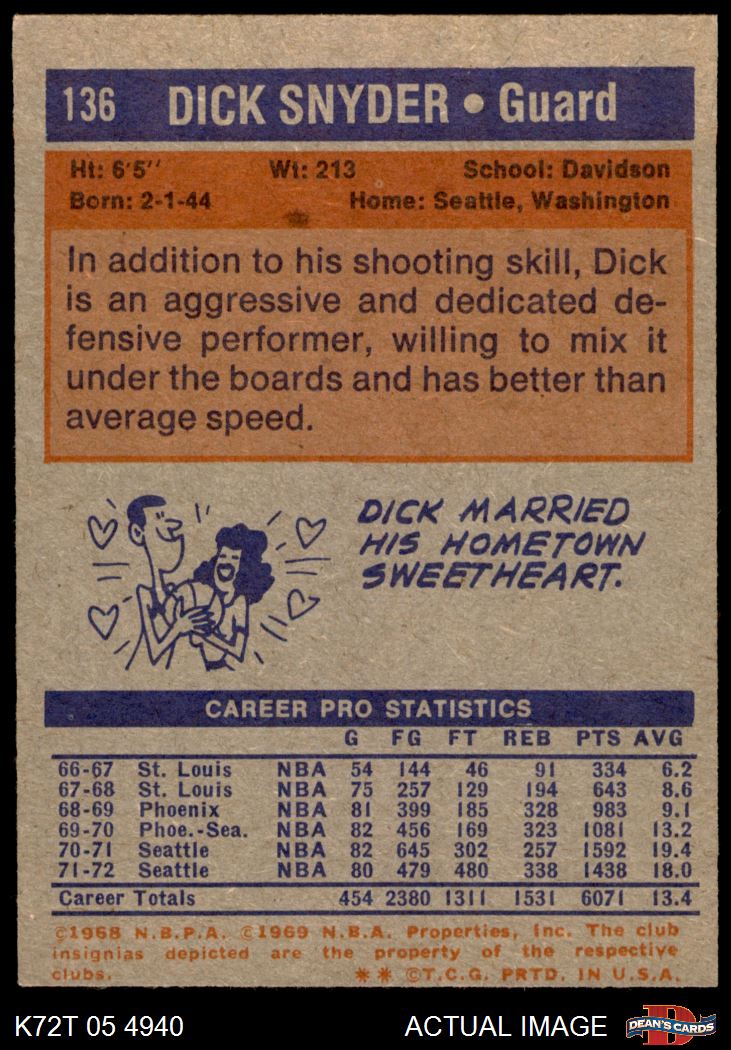 136 DICK SNYDER • Guard
Ht: 6'5'' Wt: 213 School: Davidson
Born: 2-1-44 Home: Seattle, Washington
In addition to his shooting skill, Dick
is an aggressive and dedicated de-
fensive performer, willing to mix it
under the boards and has better than
average speed.
DICK MARRIED
HIS HOMETOWN
SWEETHEART.
CAREER PRO STATISTICS
G FG FT REB PTS AVG
66-67 St. Louis NBA 54 144 46 91 334 6.2
67-68 St. Louis NBA 75 257 129 194 643 8.6
68-69 Phoenix NBA 81 399 185 328 983 9.1
69-70 Phoe.-Sea. NBA 82 456 169 323 1081 13.2
70-71 Seattle NBA 82 645 302 257 1592 19.4
71-72 Seattle NBA 80 479 480 338 1438 18.0
Career Totals 454 2380 1311 1531 6071 13.4
©1968 N.B.P.A. ©1969 N.B.A. Properties, Inc. The club
insignias depicted are the property of the respective
clubs. ** ©T.C.G. PRTD. IN U.S.A.
K72T 05 4940 ACTUAL IMAGE D DEAN'S CARDS